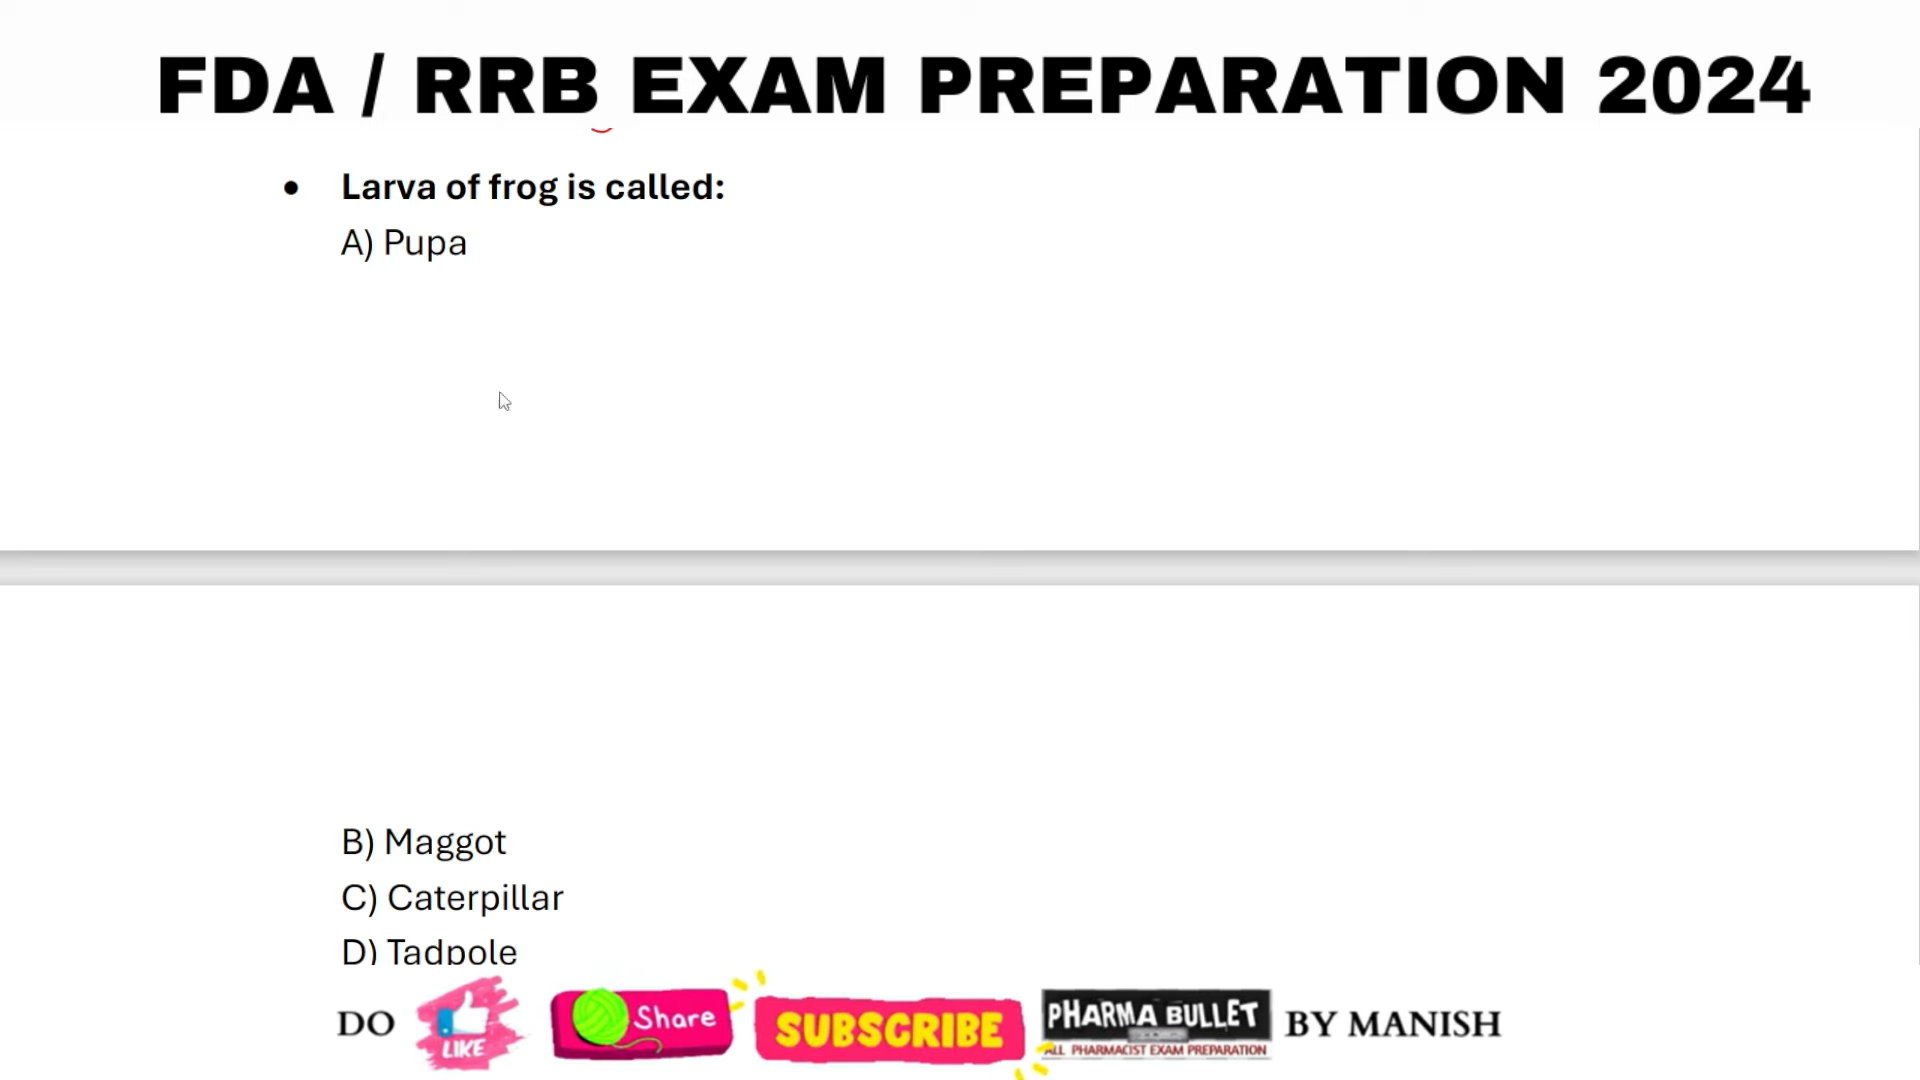 FDA / RRB EXAM PREPARATION 2024
• Larva of frog is called:
A) Pupa
B) Maggot
C) Caterpillar
D) Tadpole
DO LIKE Share SUBSCRIBE PHARMA BULLET BY MANISH
ALL PHARMACIST EXAM PREPARATION